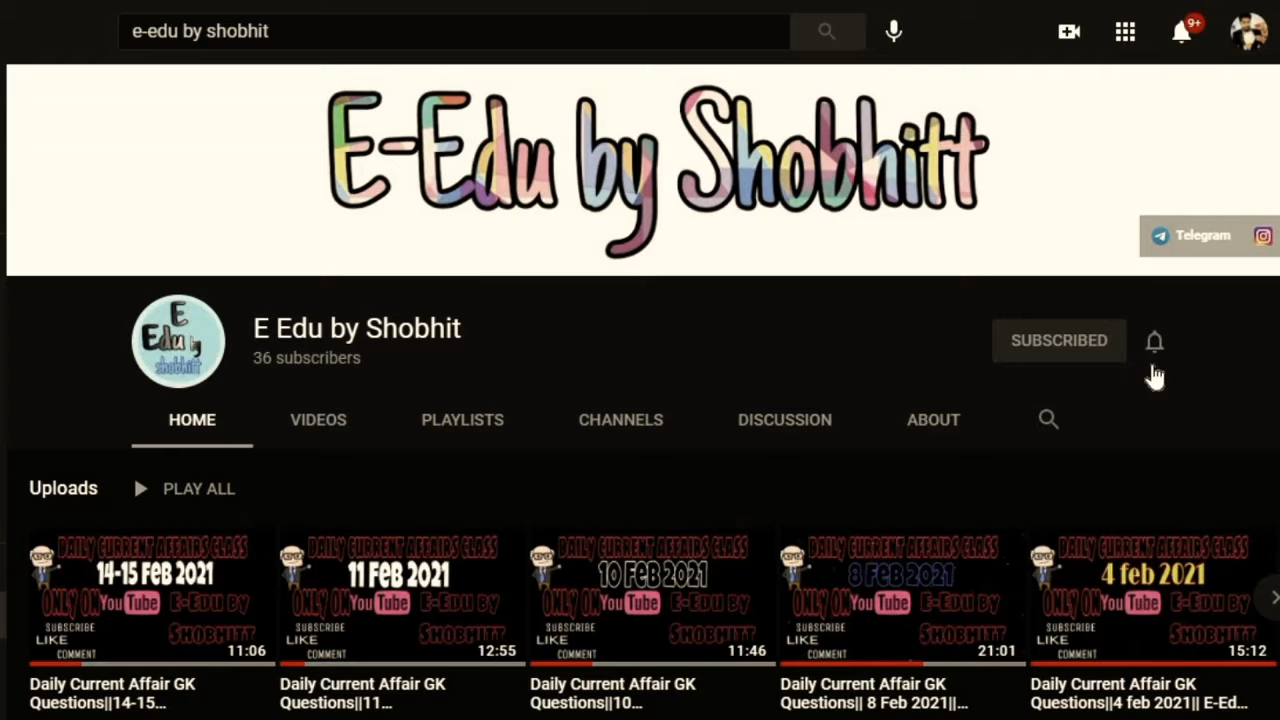 e-edu by shobhit
9+
E-Edu by Shobhitt
Telegram
E
Edu by
shobhitt
E Edu by Shobhit
36 subscribers
SUBSCRIBED
HOME VIDEOS PLAYLISTS CHANNELS DISCUSSION ABOUT
Uploads PLAY ALL
DAILY CURRENT AFFAIRS CLASS
14-15 FEB 2021
ONLY ON YouTube E-EDU BY
SHOBHITT
SUBSCRIBE
LIKE
COMMENT
11:06
Daily Current Affair GK
Questions||14-15...
DAILY CURRENT AFFAIRS CLASS
11 FEB 2021
ONLY ON YouTube E-EDU BY
SHOBHITT
SUBSCRIBE
LIKE
COMMENT
12:55
Daily Current Affair GK
Questions||11...
DAILY CURRENT AFFAIRS CLASS
10 FEB 2021
ONLY ON YouTube E-EDU BY
SHOBHITT
SUBSCRIBE
LIKE
COMMENT
11:46
Daily Current Affair GK
Questions||10...
DAILY CURRENT AFFAIRS CLASS
8 FEB 2021
ONLY ON YouTube E-EDU BY
SHOBHITT
SUBSCRIBE
LIKE
COMMENT
21:01
Daily Current Affair GK
Questions|| 8 Feb 2021||...
DAILY CURRENT AFFAIRS CLASS
4 feb 2021
ONLY ON YouTube E-EDU BY
SHOBHITT
SUBSCRIBE
LIKE
COMMENT
15:12
Daily Current Affair GK
Questions||4 feb 2021|| E-Ed...